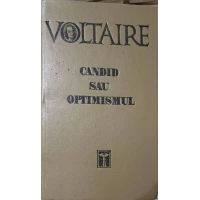 VOLTAIRE
CANDID
SAU
OPTIMISMUL